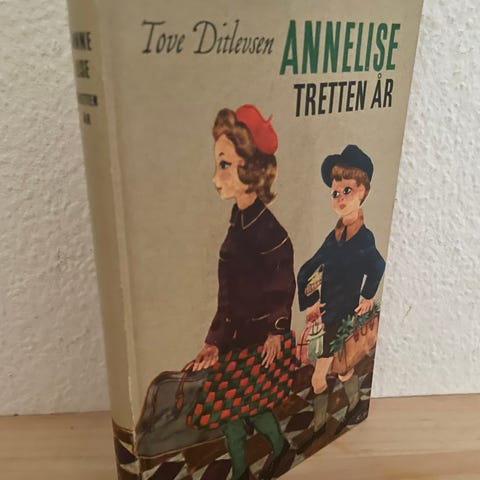 Tove Ditlevsen ANNELISE
TRETTEN ÅR
ANNE
LISE
TRETTEN
ÅR